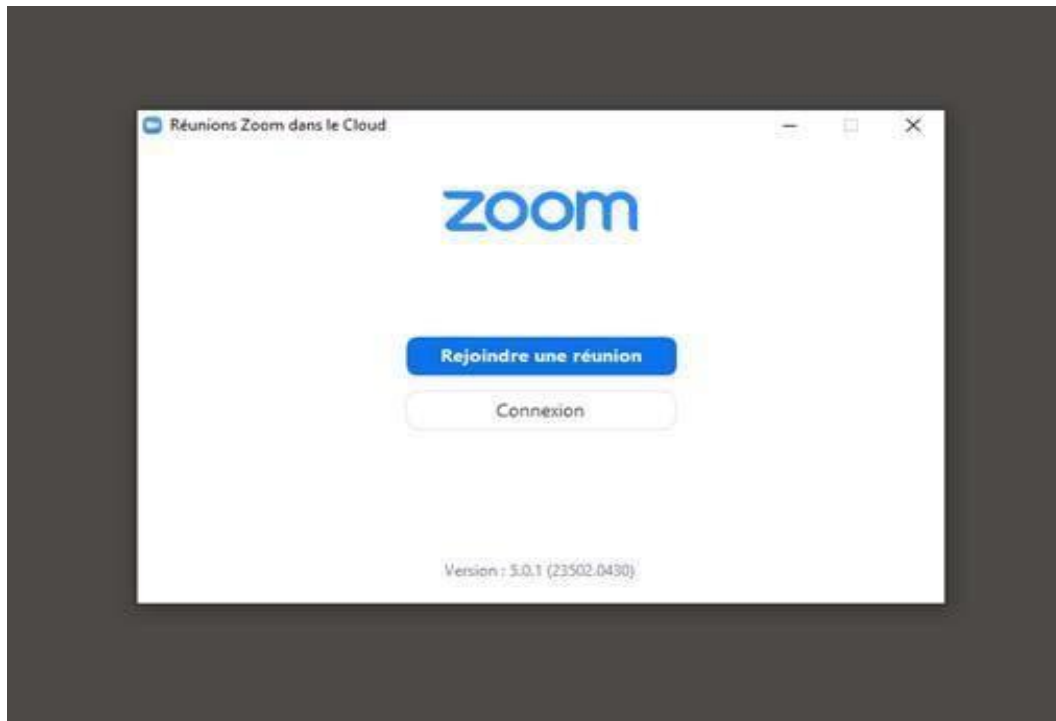 Réunions Zoom dans le Cloud
zoom
Rejoindre une réunion
Connexion
Version : 5.0.1 (23502.0430)